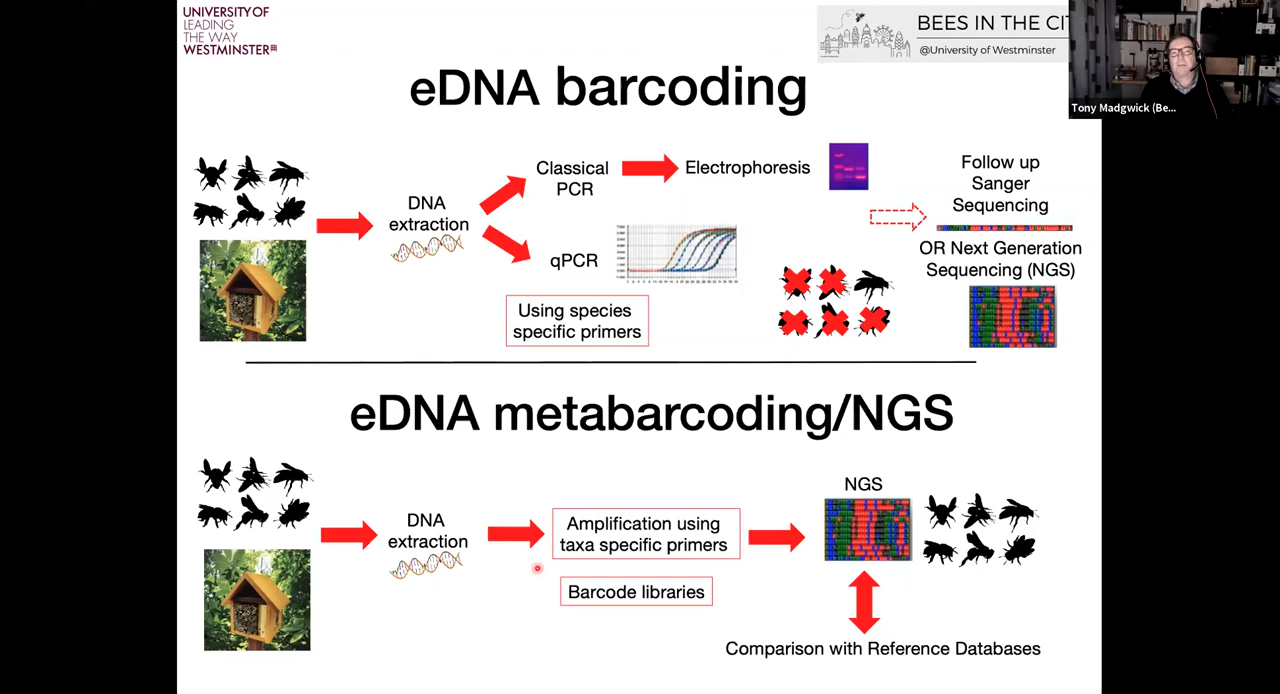 UNIVERSITY OF
LEADING
THE WAY
WESTMINSTER
BEES IN THE CIT
@University of Westminster
Tony Madgwick (Be...
eDNA barcoding
DNA
extraction
Classical
PCR
Electrophoresis
qPCR
Using species
specific primers
Follow up
Sanger
Sequencing
OR Next Generation
Sequencing (NGS)
eDNA metabarcoding/NGS
DNA
extraction
Amplification using
taxa specific primers
Barcode libraries
NGS
Comparison with Reference Databases